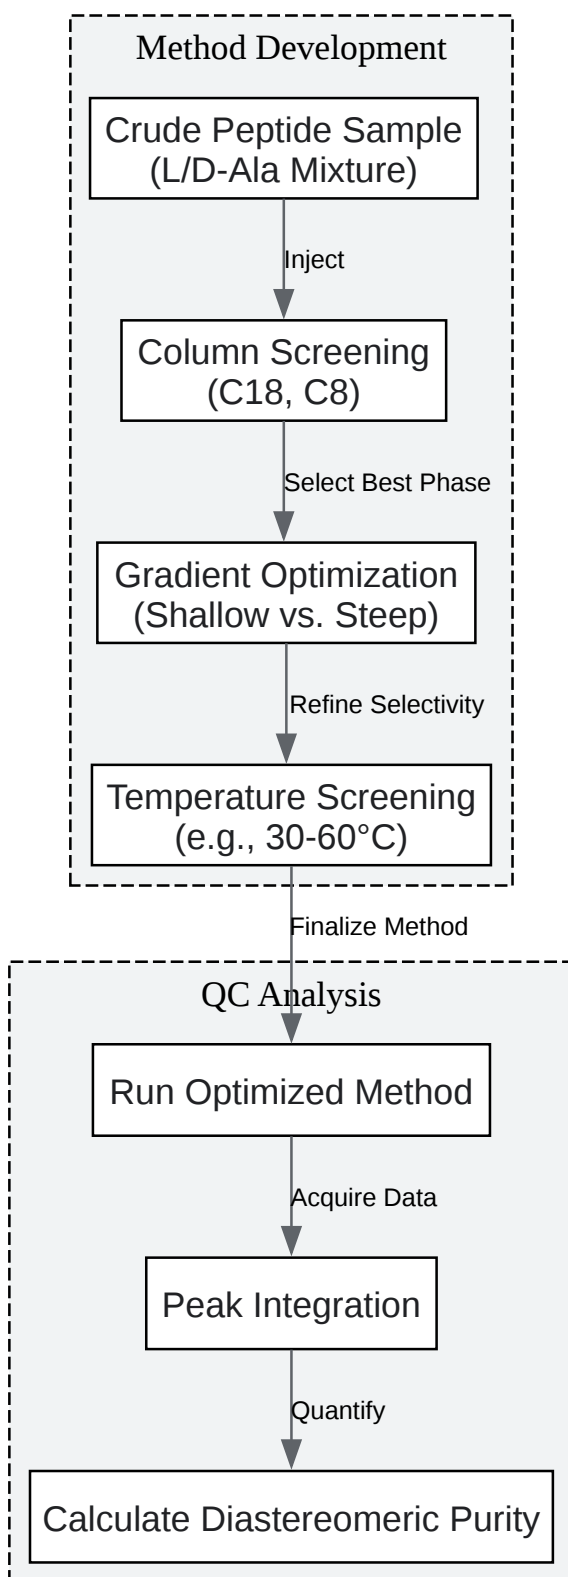 Method Development
Crude Peptide Sample
(L/D-Ala Mixture)
Inject
Column Screening
(C18, C8)
Select Best Phase
Gradient Optimization
(Shallow vs. Steep)
Refine Selectivity
Temperature Screening
(e.g., 30-60°C)
Finalize Method
QC Analysis
Run Optimized Method
Acquire Data
Peak Integration
Quantify
Calculate Diastereomeric Purity